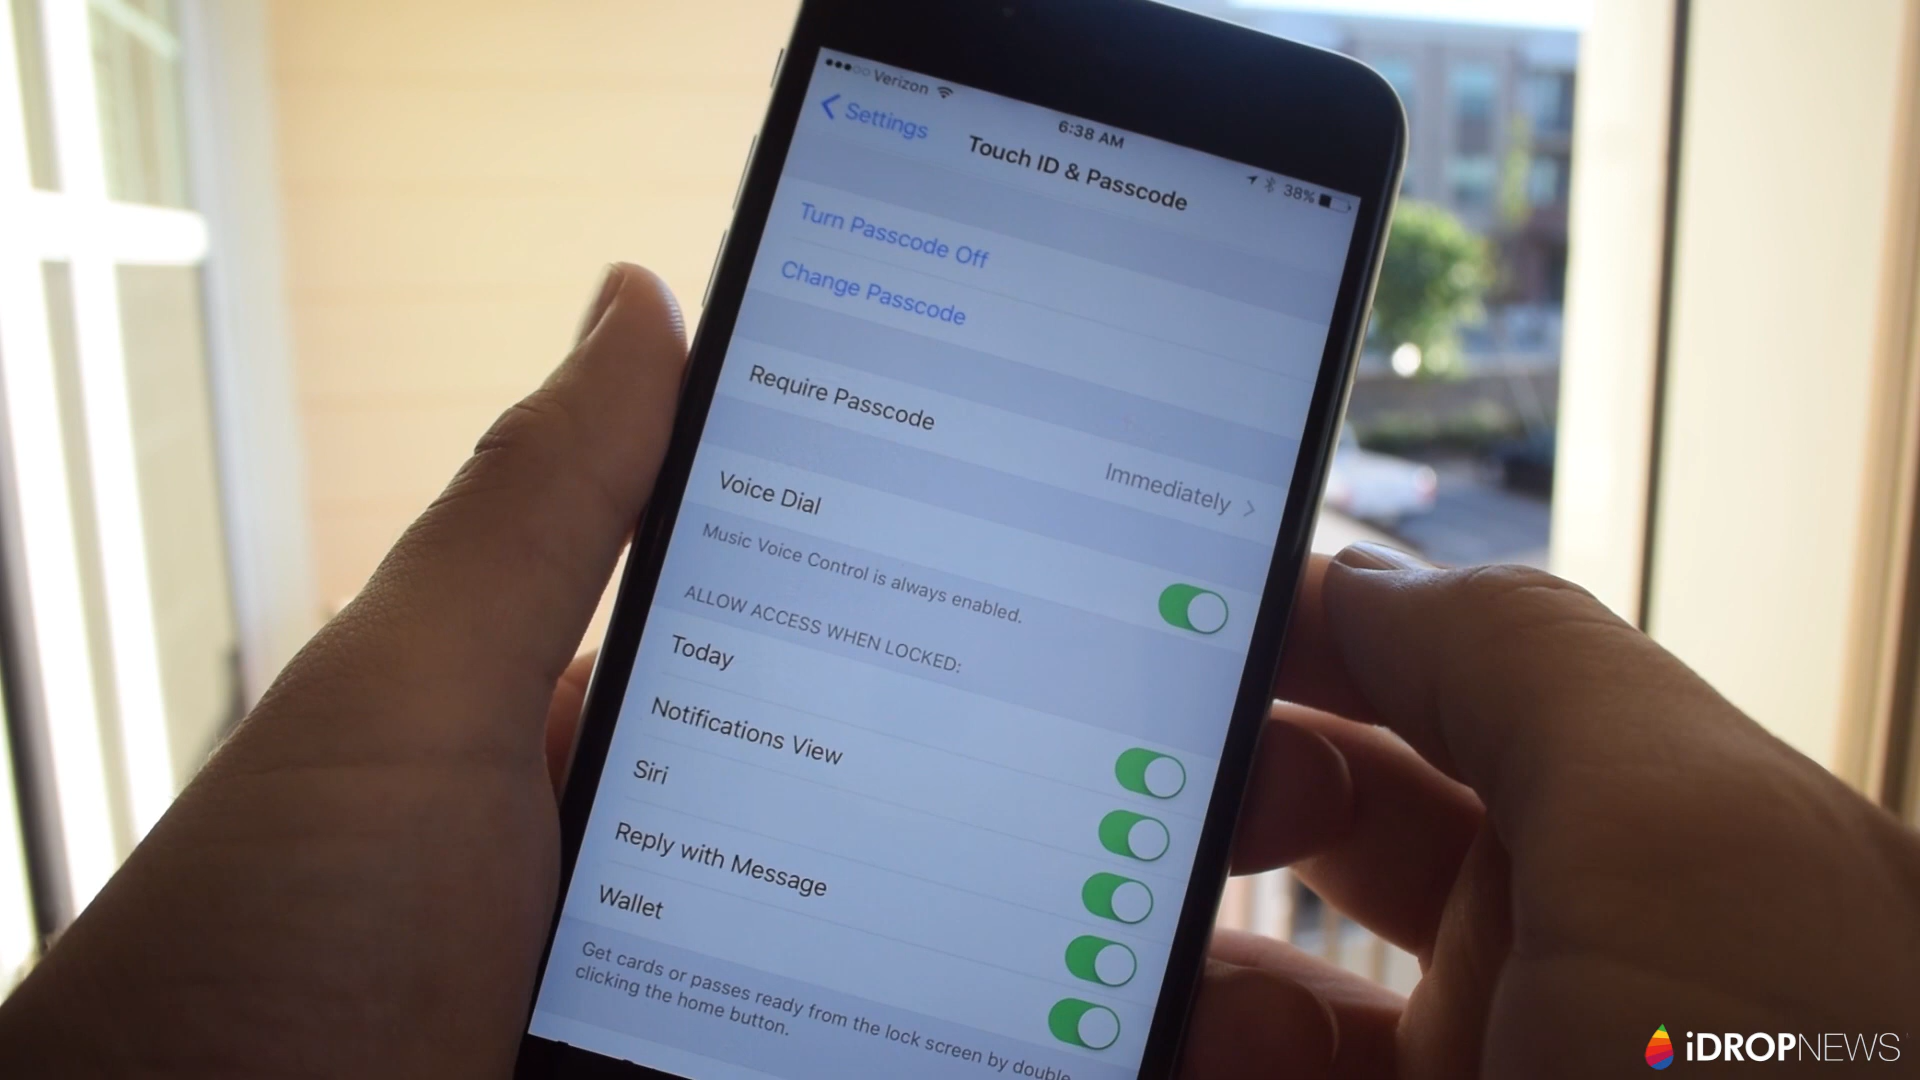 Verizon
6:38 AM
38%
Settings
Touch ID & Passcode
Turn Passcode Off
Change Passcode
Require Passcode
Immediately
Voice Dial
Music Voice Control is always enabled.
ALLOW ACCESS WHEN LOCKED:
Today
Notifications View
Siri
Reply with Message
Wallet
Get cards or passes ready from the lock screen by double
clicking the home button.
iDROPNEWS